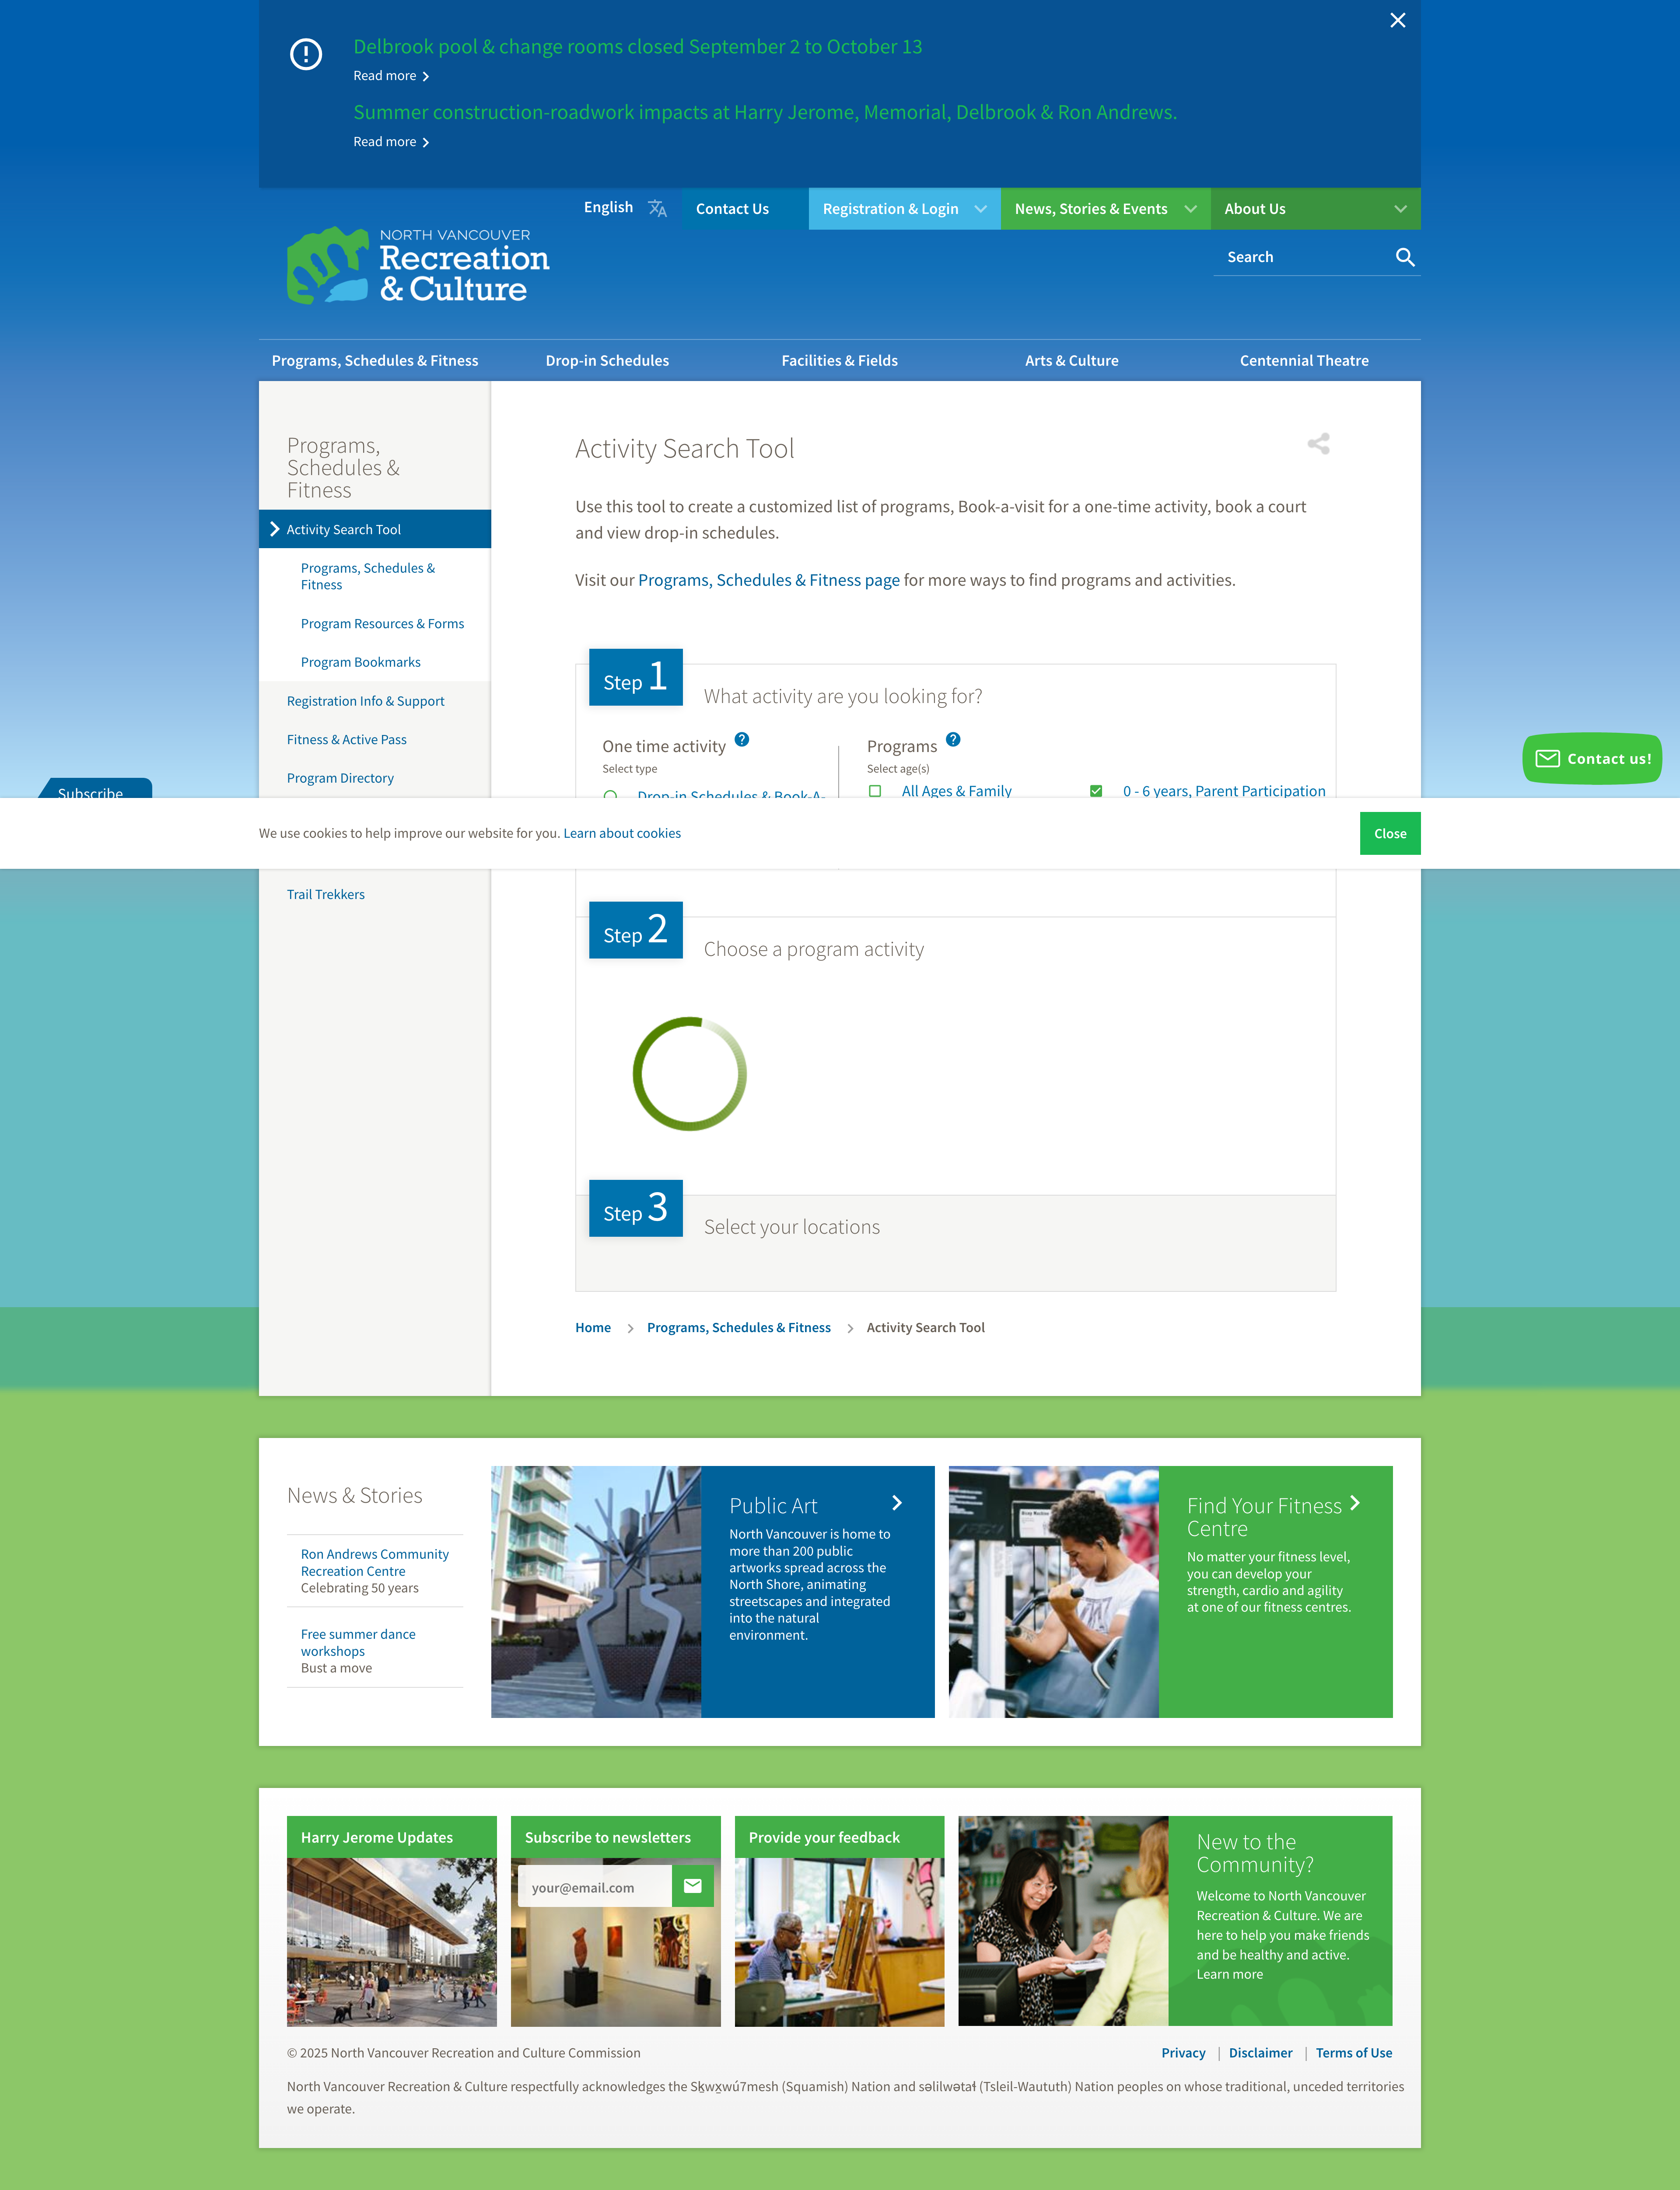 Delbrook pool & change rooms closed September 2 to October 13
Read more
Summer construction-roadwork impacts at Harry Jerome, Memorial, Delbrook & Ron Andrews.
Read more
English
Contact Us
Registration & Login
News, Stories & Events
About Us
NORTH VANCOUVER
Recreation
& Culture
Search
Programs, Schedules & Fitness
Drop-in Schedules
Facilities & Fields
Arts & Culture
Centennial Theatre
Programs,
Schedules &
Fitness
Activity Search Tool
Programs, Schedules &
Fitness
Program Resources & Forms
Program Bookmarks
Registration Info & Support
Fitness & Active Pass
Program Directory
Trail Trekkers
Activity Search Tool
Use this tool to create a customized list of programs, Book-a-visit for a one-time activity, book a court
and view drop-in schedules.
Visit our Programs, Schedules & Fitness page for more ways to find programs and activities.
Step 1
What activity are you looking for?
One time activity
Select type
Drop-in Schedules & Book-A-
Programs
Select age(s)
All Ages & Family
0 - 6 years, Parent Participation
Contact us!
Subscribe
We use cookies to help improve our website for you. Learn about cookies
Close
Step 2
Choose a program activity
Step 3
Select your locations
Home
Programs, Schedules & Fitness
Activity Search Tool
News & Stories
Ron Andrews Community
Recreation Centre
Celebrating 50 years
Free summer dance
workshops
Bust a move
Public Art
North Vancouver is home to
more than 200 public
artworks spread across the
North Shore, animating
streetscapes and integrated
into the natural
environment.
Find Your Fitness
Centre
No matter your fitness level,
you can develop your
strength, cardio and agility
at one of our fitness centres.
Harry Jerome Updates
Subscribe to newsletters
your@email.com
Provide your feedback
New to the
Community?
Welcome to North Vancouver
Recreation & Culture. We are
here to help you make friends
and be healthy and active.
Learn more
© 2025 North Vancouver Recreation and Culture Commission
Privacy | Disclaimer | Terms of Use
North Vancouver Recreation & Culture respectfully acknowledges the Sḵwx̱wú7mesh (Squamish) Nation and səlilwətaɬ (Tsleil-Waututh) Nation peoples on whose traditional, unceded territories
we operate.